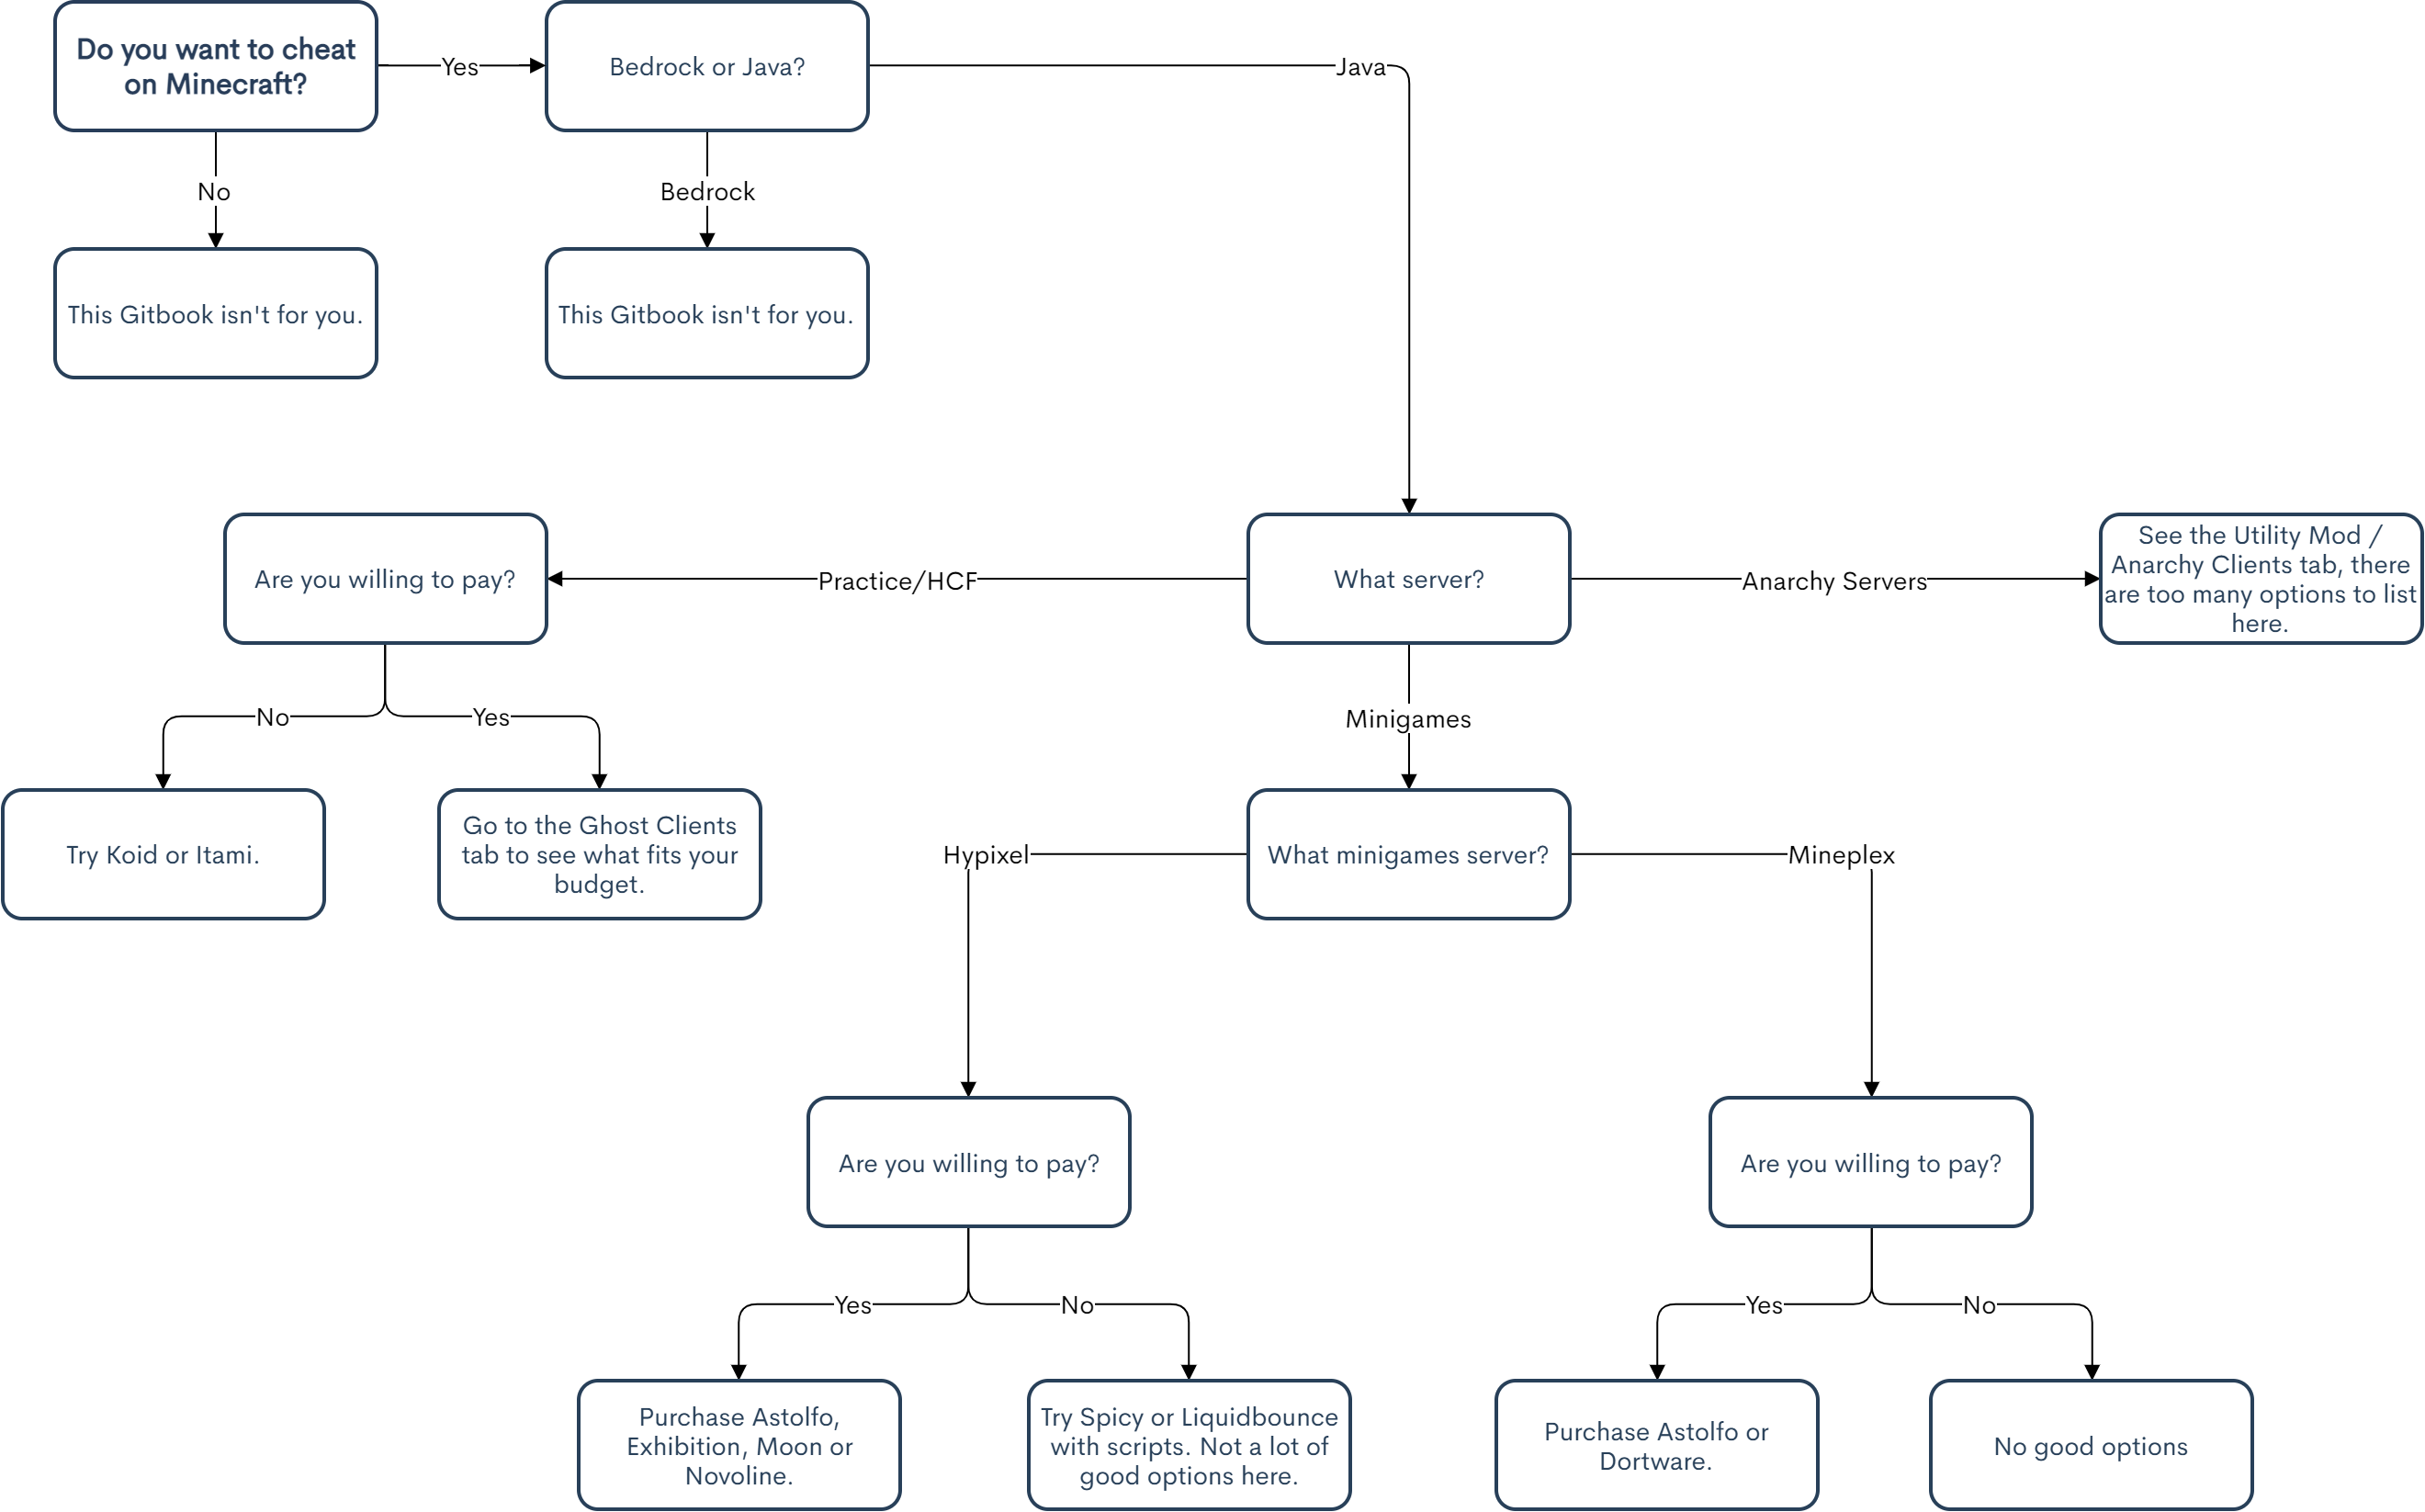 Do you want to cheat
on Minecraft?
Yes
Bedrock or Java?
Java
No
Bedrock
This Gitbook isn't for you.
This Gitbook isn't for you.
Are you willing to pay?
Practice/HCF
What server?
Anarchy Servers
See the Utility Mod /
Anarchy Clients tab, there
are too many options to list
here.
No
Yes
Minigames
Try Koid or Itami.
Go to the Ghost Clients
tab to see what fits your
budget.
Hypixel
What minigames server?
Mineplex
Are you willing to pay?
Are you willing to pay?
Yes
No
Yes
No
Purchase Astolfo,
Exhibition, Moon or
Novoline.
Try Spicy or Liquidbounce
with scripts. Not a lot of
good options here.
Purchase Astolfo or
Dortware.
No good options